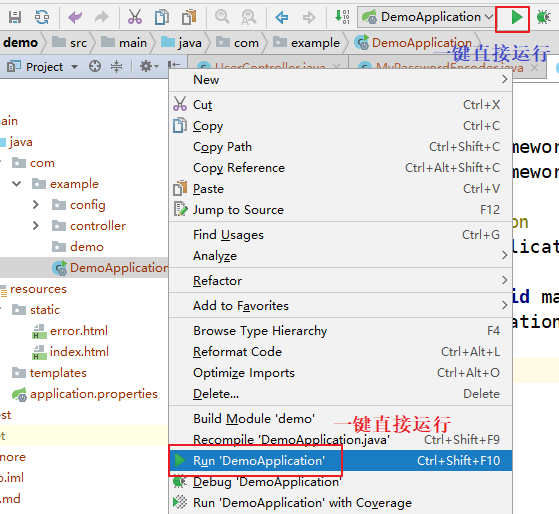 DemoApplication
demo src main java com example DemoApplication
一键直接运行
Project
UserController.java MyPasswordEncoder.java
New
Cut Ctrl+X
Copy Ctrl+C
Copy Path Ctrl+Shift+C
Copy Reference Ctrl+Alt+Shift+C
Paste Ctrl+V
Jump to Source F12
Find Usages Ctrl+G
Analyze
Refactor
Add to Favorites
Browse Type Hierarchy F4
Reformat Code Ctrl+Alt+L
Optimize Imports Ctrl+Alt+O
Delete... Delete
Build Module 'demo'
一键直接运行
Recompile 'DemoApplication.java' Ctrl+Shift+F9
Run 'DemoApplication' Ctrl+Shift+F10
Debug 'DemoApplication'
Run 'DemoApplication' with Coverage
ain
java
com
example
config
controller
demo
DemoApplication
resources
static
error.html
index.html
templates
application.properties
est
et
nore
o.iml
.md
mewor
mewor
on
licat
id ma
ation